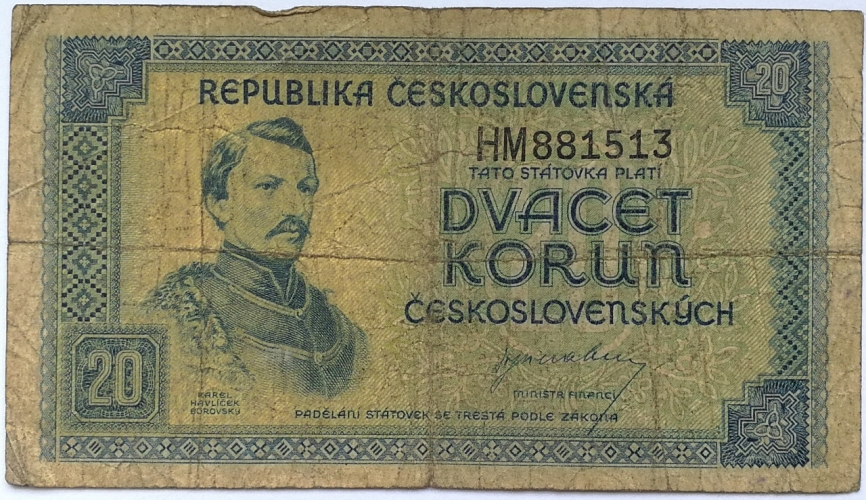 20
REPUBLIKA ČESKOSLOVENSKÁ
HM881513
TATO STÁTOVKA PLATÍ
DVACET
KORUN
ČESKOSLOVENSKÝCH
20
KAREL
HAVLÍČEK
BOROVSKÝ
MINISTR FINANCÍ
PADĚLÁNÍ STÁTOVEK SE TRESTÁ PODLE ZÁKONA